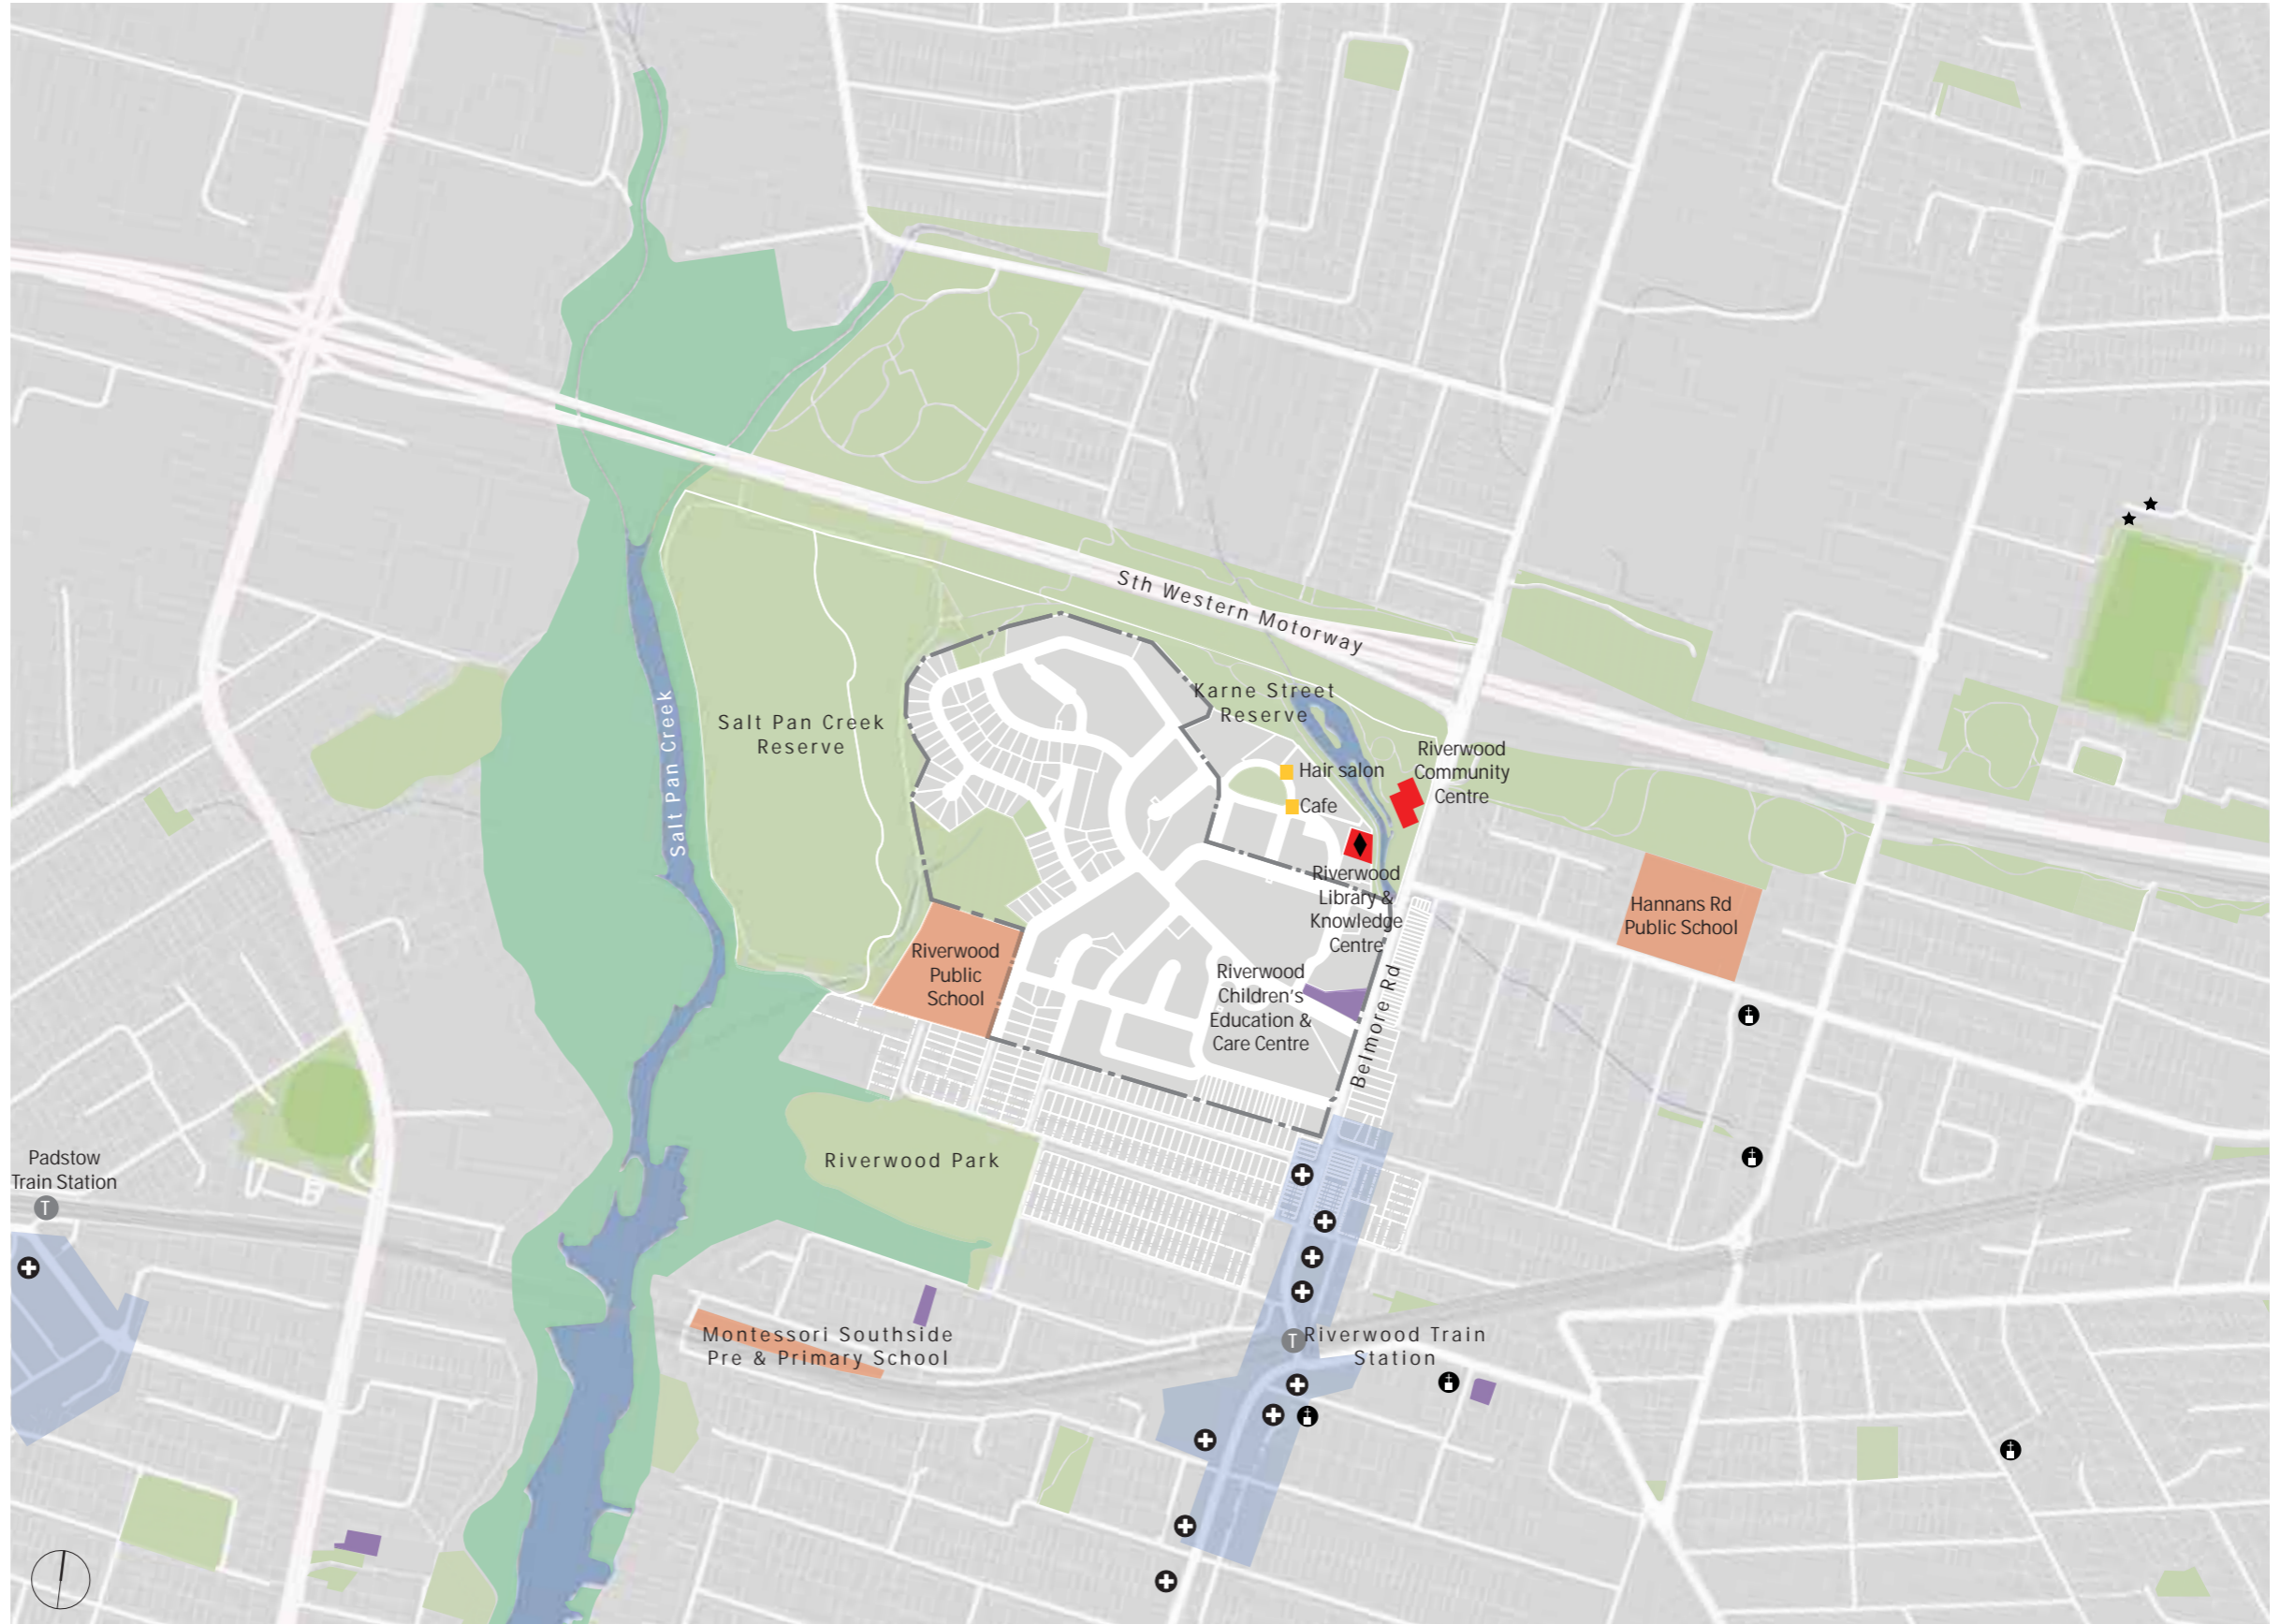 Sth Western Motorway
Karne Street
Reserve
Salt Pan Creek
Reserve
Salt Pan Creek
Riverwood
Community
Centre
Hair salon
Cafe
Riverwood
Library &
Knowledge
Centre
Hannans Rd
Public School
Riverwood
Public
School
Riverwood
Children's
Education &
Care Centre
Belmore Rd
Padstow
Train Station
T
Riverwood Park
Montessori Southside
Pre & Primary School
T
Riverwood Train
Station